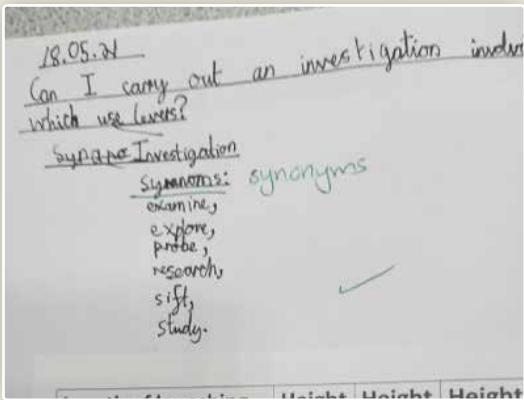 18.05.21
Can I carry out an investigation
which use levers?
Investigation
Symnoms: synonyms
examine,
explore,
probe,
research,
sift,
study.
Height Height Height